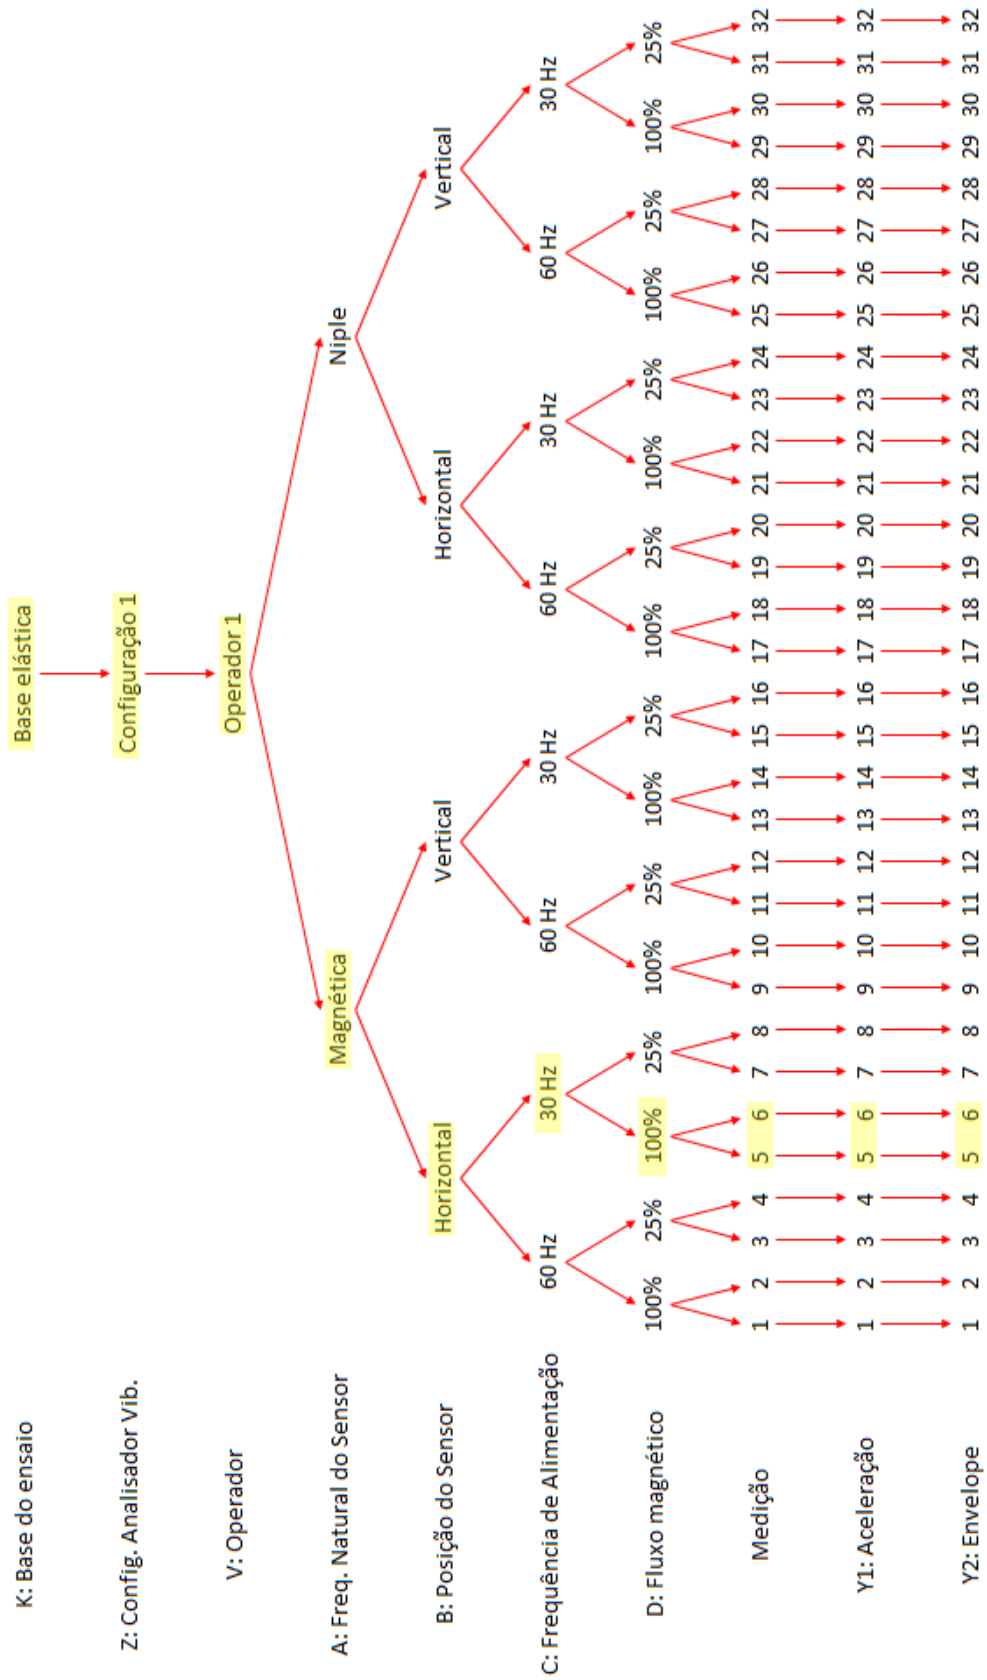 K: Base do ensaio
Base elástica
Z: Config. Analisador Vib.
Configuração 1
V: Operador
Operador 1
A: Freq. Natural do Sensor
Magnética Niple
B: Posição do Sensor
Horizontal Vertical Horizontal Vertical
C: Frequência de Alimentação
60 Hz 30 Hz 60 Hz 30 Hz 60 Hz 30 Hz 60 Hz 30 Hz
D: Fluxo magnético
100% 25% 100% 25% 100% 25% 100% 25% 100% 25% 100% 25% 100% 25% 100% 25%
Medição
1 2 3 4 5 6 7 8 9 10 11 12 13 14 15 16 17 18 19 20 21 22 23 24 25 26 27 28 29 30 31 32
Y1: Aceleração
1 2 3 4 5 6 7 8 9 10 11 12 13 14 15 16 17 18 19 20 21 22 23 24 25 26 27 28 29 30 31 32
Y2: Envelope
1 2 3 4 5 6 7 8 9 10 11 12 13 14 15 16 17 18 19 20 21 22 23 24 25 26 27 28 29 30 31 32